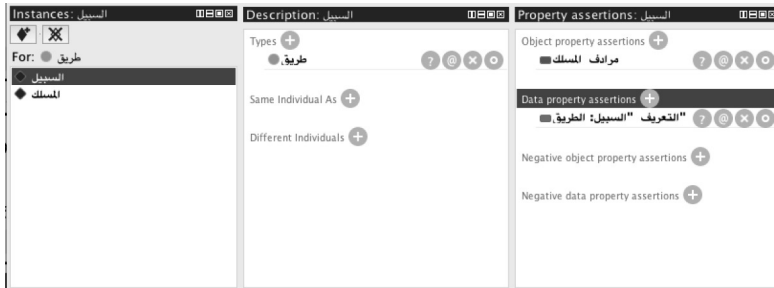 Instances: السبيل
For: طريق
السبيل
المسلك
Description: السبيل
Types
طريق
Same Individual As
Different Individuals
Property assertions: السبيل
Object property assertions
مرادف المسلك
Data property assertions
التعريف "السبيل: الطريق"
Negative object property assertions
Negative data property assertions